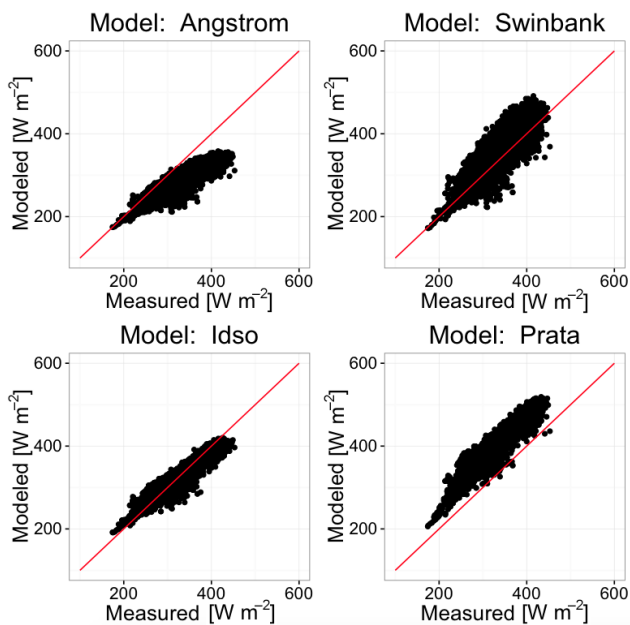 Model: Angstrom
Modeled [W m−2]
600
400
200
200 400 600
Measured [W m−2]
Model: Swinbank
Modeled [W m−2]
600
400
200
200 400 600
Measured [W m−2]
Model: Idso
Modeled [W m−2]
600
400
200
200 400 600
Measured [W m−2]
Model: Prata
Modeled [W m−2]
600
400
200
200 400 600
Measured [W m−2]